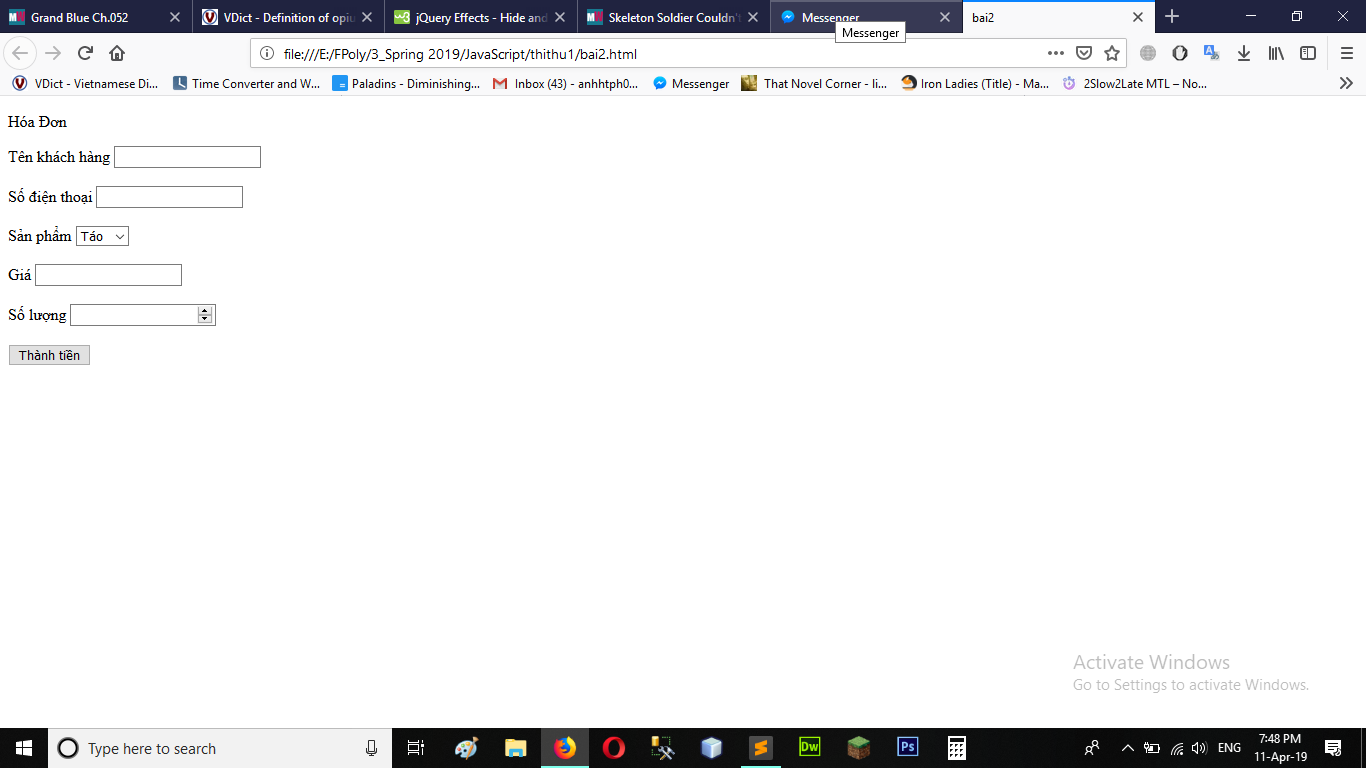 Grand Blue Ch.052
VDict - Definition of opiu
jQuery Effects - Hide and
Skeleton Soldier Couldn't
Messenger
bai2
Messenger
file:///E:/FPoly/3_Spring 2019/JavaScript/thithu1/bai2.html
VDict - Vietnamese Di...
Time Converter and W...
Paladins - Diminishing...
Inbox (43) - anhhtph0...
Messenger
That Novel Corner - li...
Iron Ladies (Title) - Ma...
2Slow2Late MTL – No...
Hóa Đơn
Tên khách hàng
Số điện thoại
Sản phẩm Táo
Giá
Số lượng
Thành tiền
Activate Windows
Go to Settings to activate Windows.
Type here to search
Dw
Ps
ENG
7:48 PM
11-Apr-19